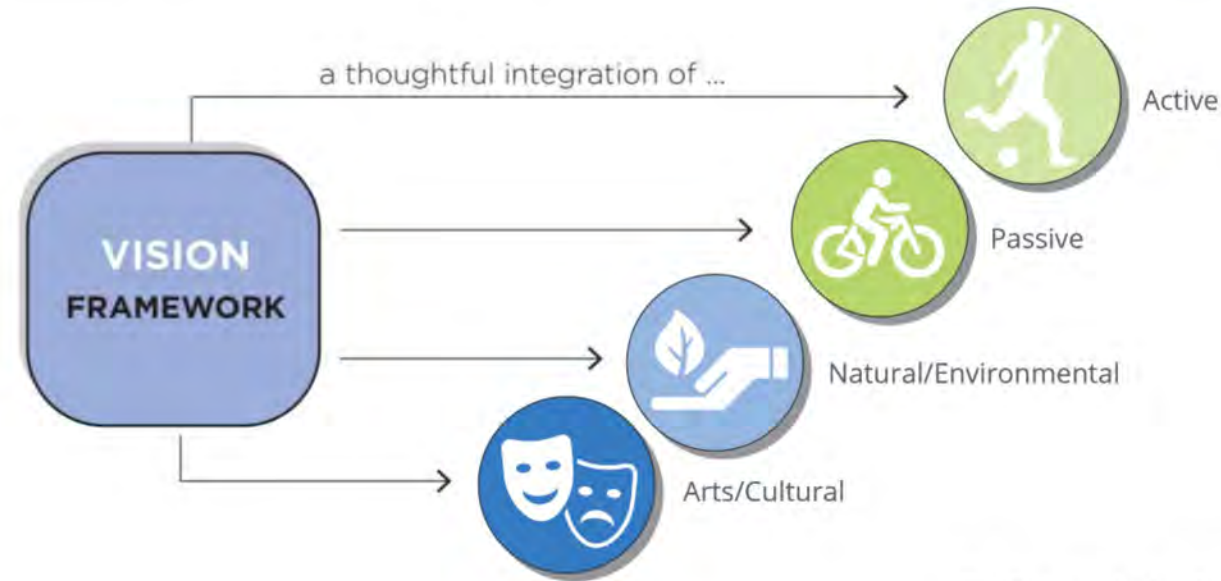 a thoughtful integration of ...
Active
VISION
FRAMEWORK
Passive
Natural/Environmental
Arts/Cultural